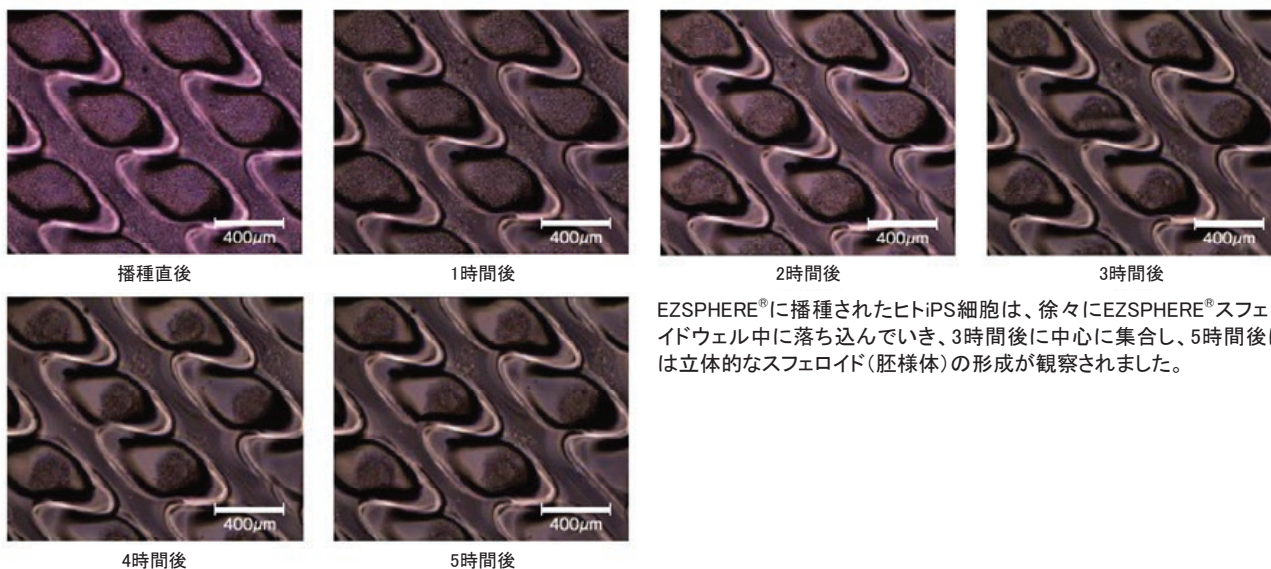 400μm
400μm
400μm
400μm
播種直後
1時間後
2時間後
3時間後
EZSPHERE®に播種されたヒトiPS細胞は、徐々にEZSPHERE®スフェ
イドウェル中に落ち込んでいき、3時間後に中心に集合し、5時間後
は立体的なスフェロイド(胚様体)の形成が観察されました。
400μm
400μm
4時間後
5時間後